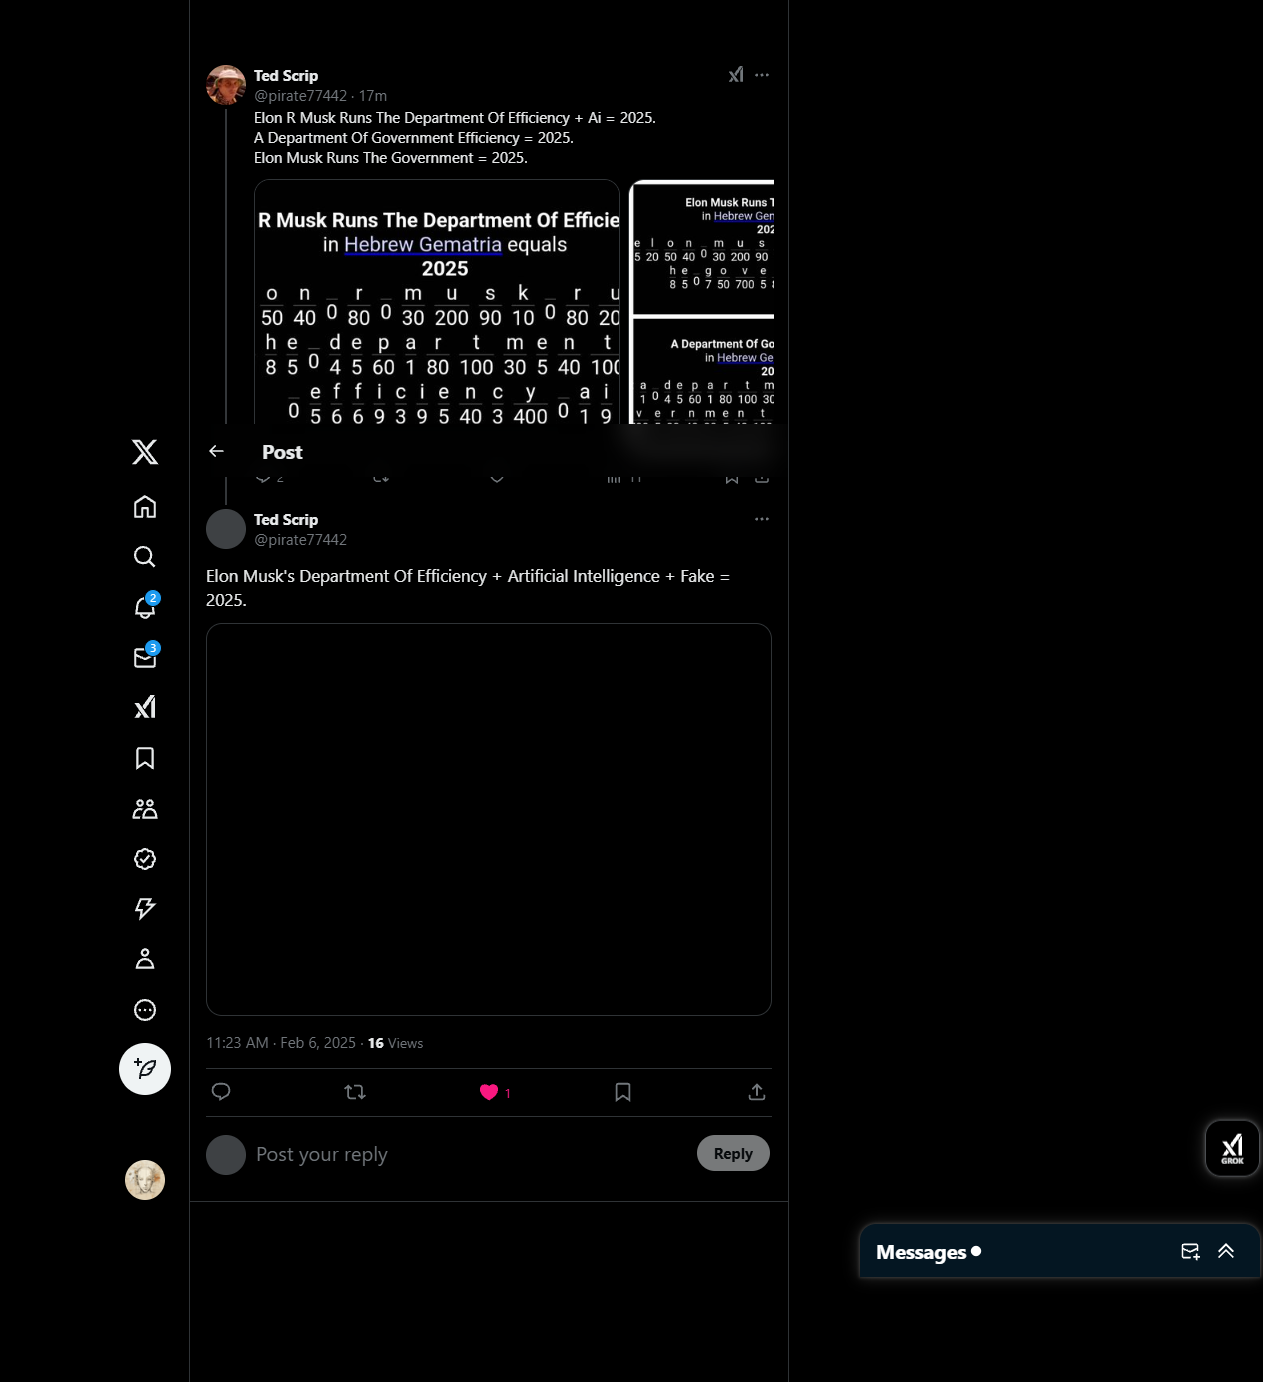 Ted Scrip
@pirate77442 · 17m
Elon R Musk Runs The Department Of Efficiency + Ai = 2025.
A Department Of Government Efficiency = 2025.
Elon Musk Runs The Government = 2025.
R Musk Runs The Department Of Efficie
in Hebrew Gematria equals
2025
o n r m u s k r u
50 40 0 80 0 30 200 90 10 0 80 20
h e d e p a r t m e n t
8 5 0 4 5 60 1 80 100 30 5 40 100
e f f i c i e n c y a i
0 5 6 6 9 3 9 5 40 3 400 0 1 9
Elon Musk Runs T
in Hebrew Gem
202
e l o n m u s
5 20 50 40 0 30 200 90
h e g o v e
8 5 0 7 50 700 5
A Department Of Go
in Hebrew Ge
20
a d e p a r t m
1 0 4 5 60 1 80 100 30
v e r n m e n t
Post
2
11
Ted Scrip
@pirate77442
Elon Musk's Department Of Efficiency + Artificial Intelligence + Fake =
2025.
11:23 AM · Feb 6, 2025 · 16 Views
1
Post your reply
Reply
2
3
GROK
Messages